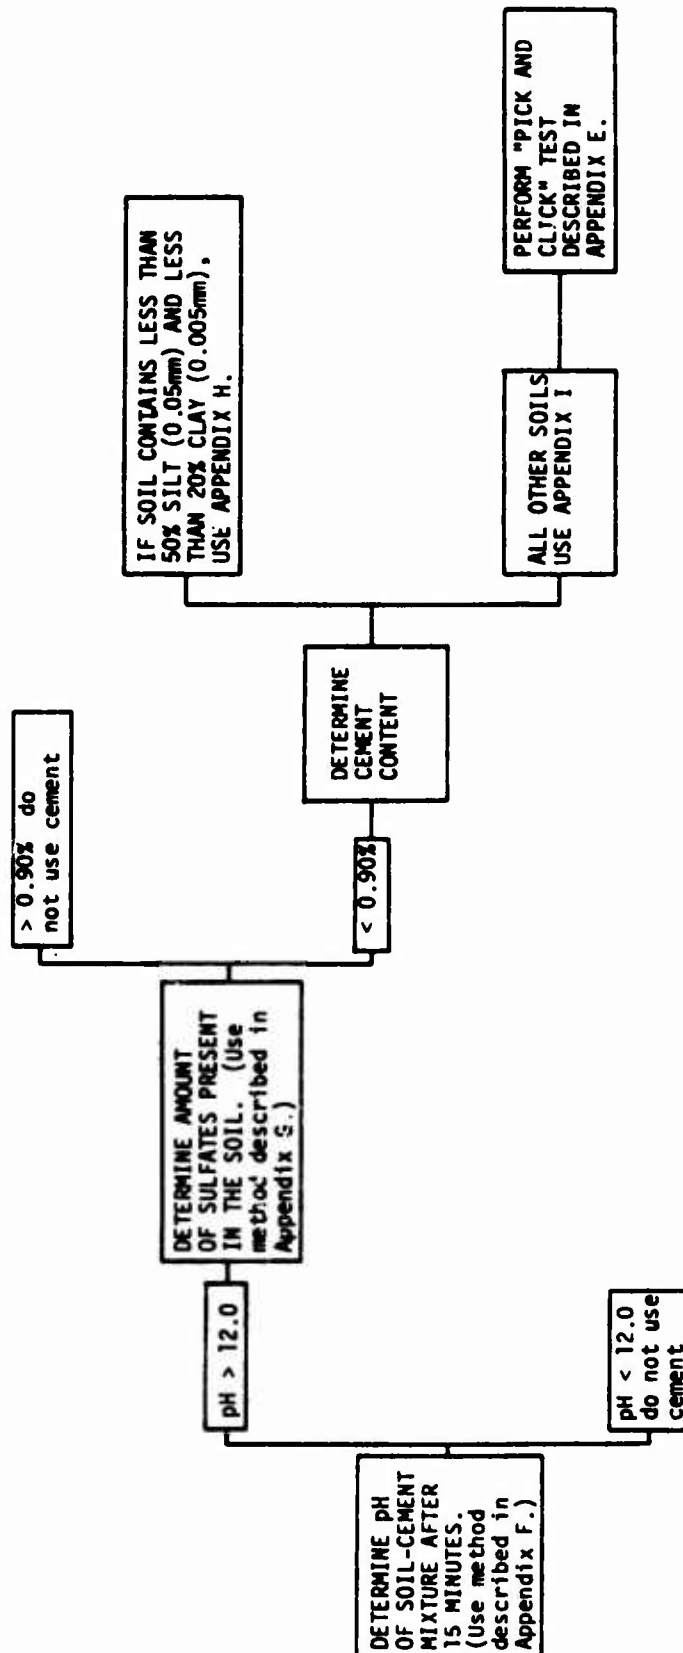 DETERMINE pH
OF SOIL-CEMENT
MIXTURE AFTER
15 MINUTES.
(Use method
described in
Appendix F.)
pH > 12.0
pH < 12.0
do not use
cement
DETERMINE AMOUNT
OF SULFATES PRESENT
IN THE SOIL. (Use
method described in
Appendix G.)
> 0.90% do
not use cement
< 0.90%
DETERMINE
CEMENT
CONTENT
IF SOIL CONTAINS LESS THAN
50% SILT (0.05mm) AND LESS
THAN 20% CLAY (0.005mm),
USE APPENDIX H.
ALL OTHER SOILS
USE APPENDIX I
PERFORM "PICK AND
CLICK" TEST
DESCRIBED IN
APPENDIX E.